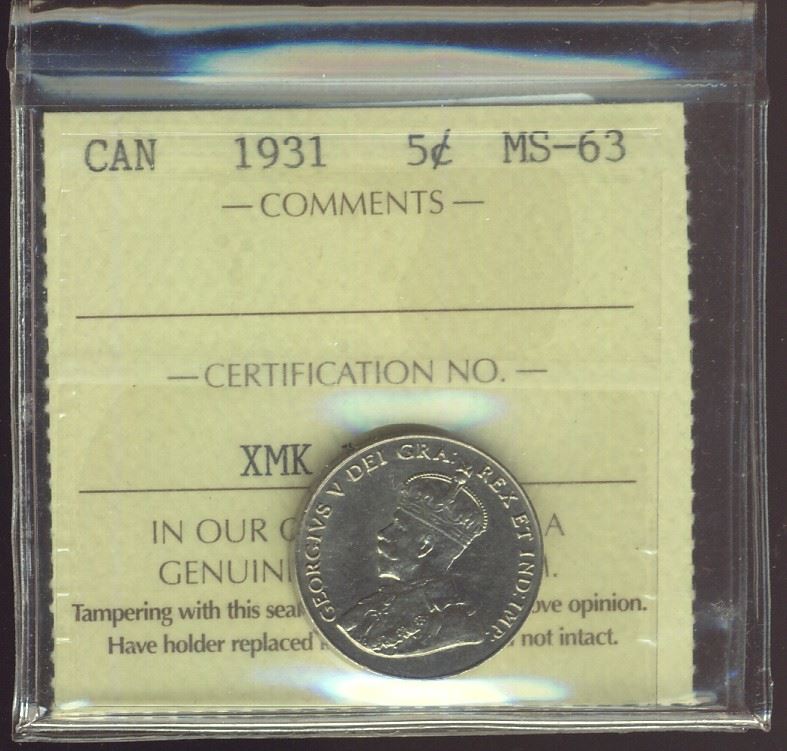 CAN 1931 5¢ MS-63
— COMMENTS —
— CERTIFICATION NO. —
XMK
IN OUR A
GENUIN M.
Tampering with this seal ove opinion.
Have holder replaced not intact.
GEORGIVS V DEI GRA: REX ET IND:IMP: